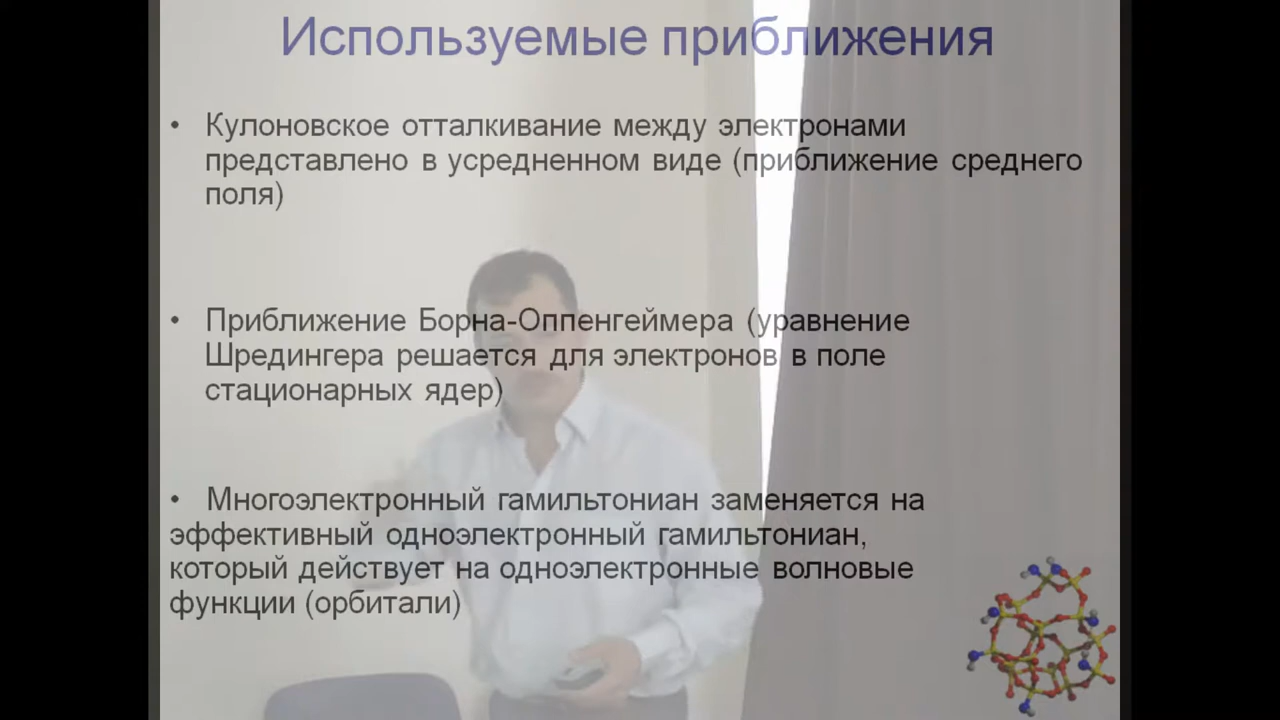 Используемые приближения
• Кулоновское отталкивание между электронами
представлено в усредненном виде (приближение среднего
поля)
• Приближение Борна-Оппенгеймера (уравнение
Шредингера решается для электронов в поле
стационарных ядер)
• Многоэлектронный гамильтониан заменяется на
эффективный одноэлектронный гамильтониан,
который действует на одноэлектронные волновые
функции (орбитали)